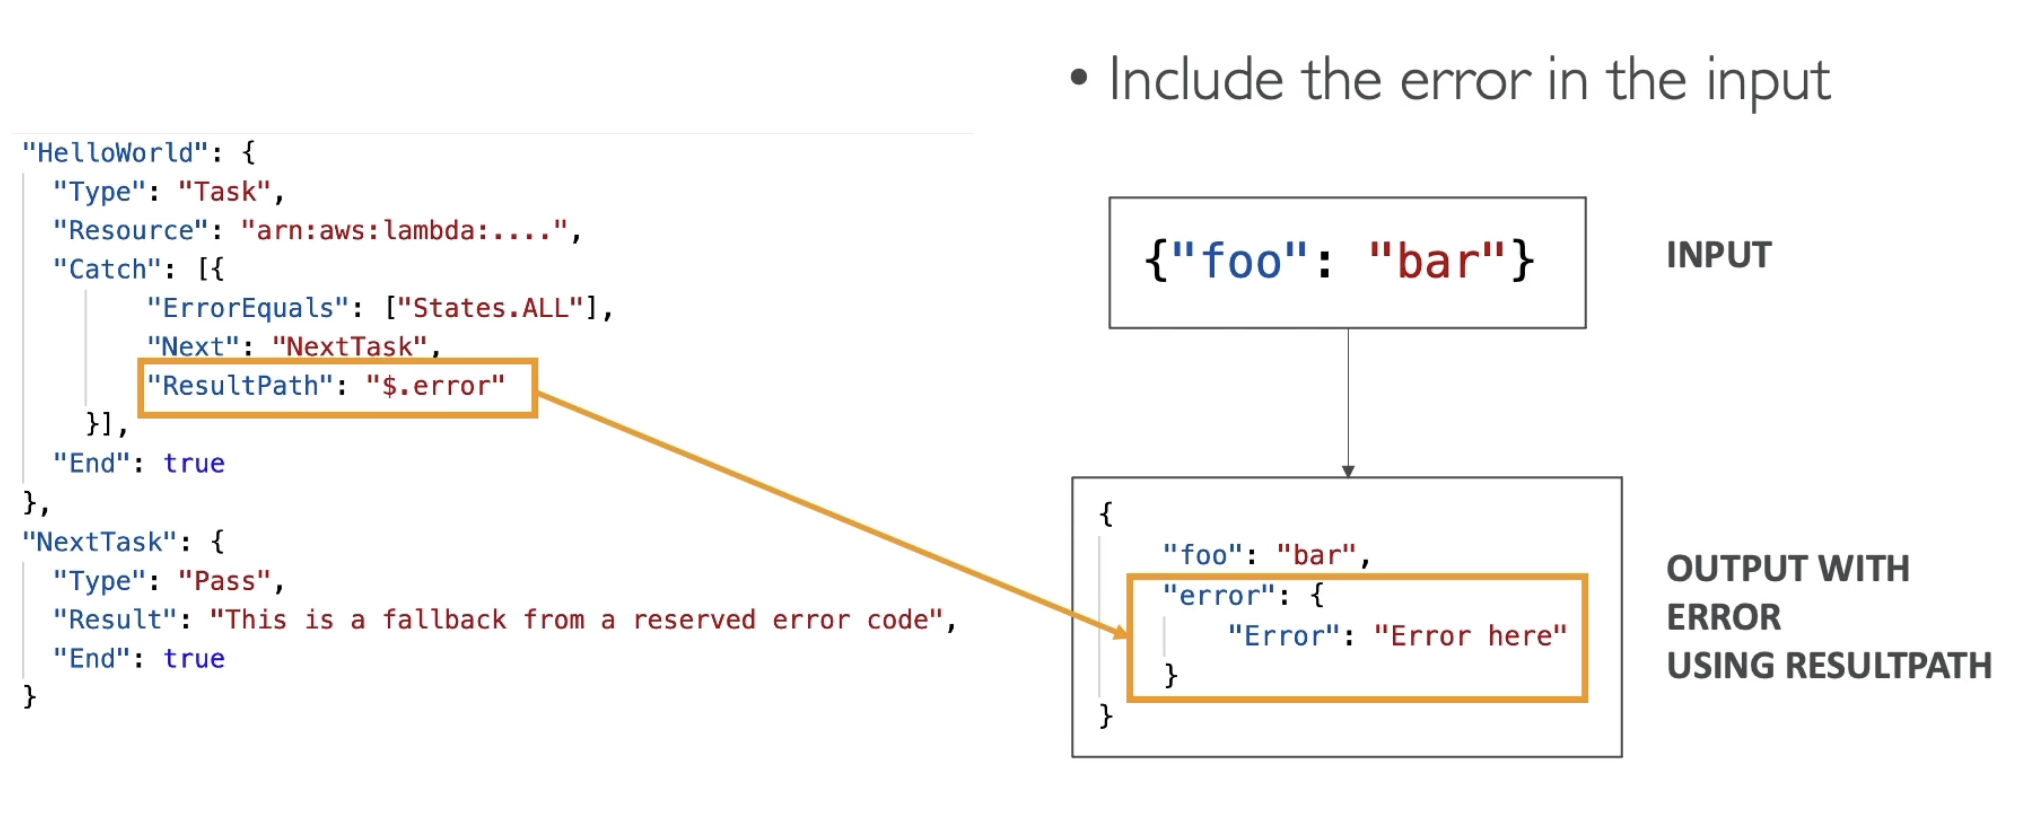 • Include the error in the input
"HelloWorld": {
"Type": "Task",
"Resource": "arn:aws:lambda:....",
"Catch": [{
"ErrorEquals": ["States.ALL"],
"Next": "NextTask",
"ResultPath": "$.error"
}],
"End": true
},
"NextTask": {
"Type": "Pass",
"Result": "This is a fallback from a reserved error code",
"End": true
}
{"foo": "bar"}
INPUT
{
"foo": "bar",
"error": {
"Error": "Error here"
}
}
OUTPUT WITH
ERROR
USING RESULTPATH